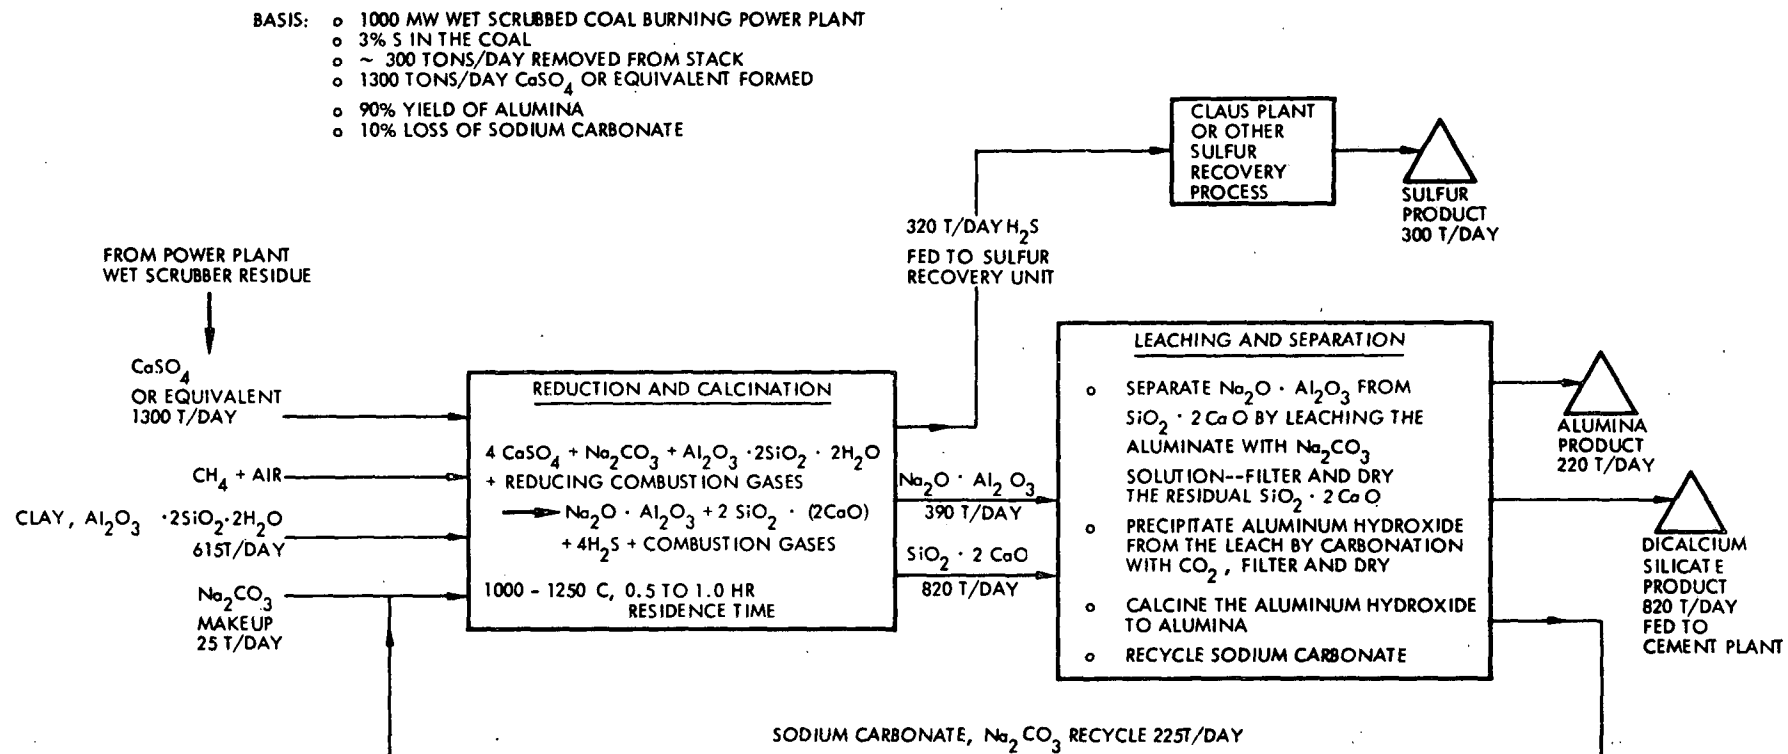 BASIS: o 1000 MW WET SCRUBBED COAL BURNING POWER PLANT
o 3% S IN THE COAL
o ~ 300 TONS/DAY REMOVED FROM STACK
o 1300 TONS/DAY CaSO4 OR EQUIVALENT FORMED
o 90% YIELD OF ALUMINA
o 10% LOSS OF SODIUM CARBONATE
CLAUS PLANT
OR OTHER
SULFUR
RECOVERY
PROCESS
SULFUR
PRODUCT
300 T/DAY
320 T/DAY H2S
FED TO SULFUR
RECOVERY UNIT
FROM POWER PLANT
WET SCRUBBER RESIDUE
CaSO4
OR EQUIVALENT
1300 T/DAY
CH4 + AIR
CLAY, Al2O3 ·2SiO2·2H2O
615T/DAY
Na2CO3
MAKEUP
25 T/DAY
REDUCTION AND CALCINATION
4 CaSO4 + Na2CO3 + Al2O3 ·2SiO2 · 2H2O
+ REDUCING COMBUSTION GASES
Na2O · Al2O3 + 2 SiO2 · (2CaO)
+ 4H2S + COMBUSTION GASES
1000 - 1250 C, 0.5 TO 1.0 HR
RESIDENCE TIME
Na2O · Al2 O3
390 T/DAY
SiO2 · 2 CaO
820 T/DAY
LEACHING AND SEPARATION
o SEPARATE Na2O · Al2O3 FROM
SiO2 · 2 CaO BY LEACHING THE
ALUMINATE WITH Na2CO3
SOLUTION--FILTER AND DRY
THE RESIDUAL SiO2 · 2 CaO
o PRECIPITATE ALUMINUM HYDROXIDE
FROM THE LEACH BY CARBONATION
WITH CO2, FILTER AND DRY
o CALCINE THE ALUMINUM HYDROXIDE
TO ALUMINA
o RECYCLE SODIUM CARBONATE
ALUMINA
PRODUCT
220 T/DAY
DICALCIUM
SILICATE
PRODUCT
820 T/DAY
FED TO
CEMENT PLANT
SODIUM CARBONATE, Na2CO3 RECYCLE 225T/DAY